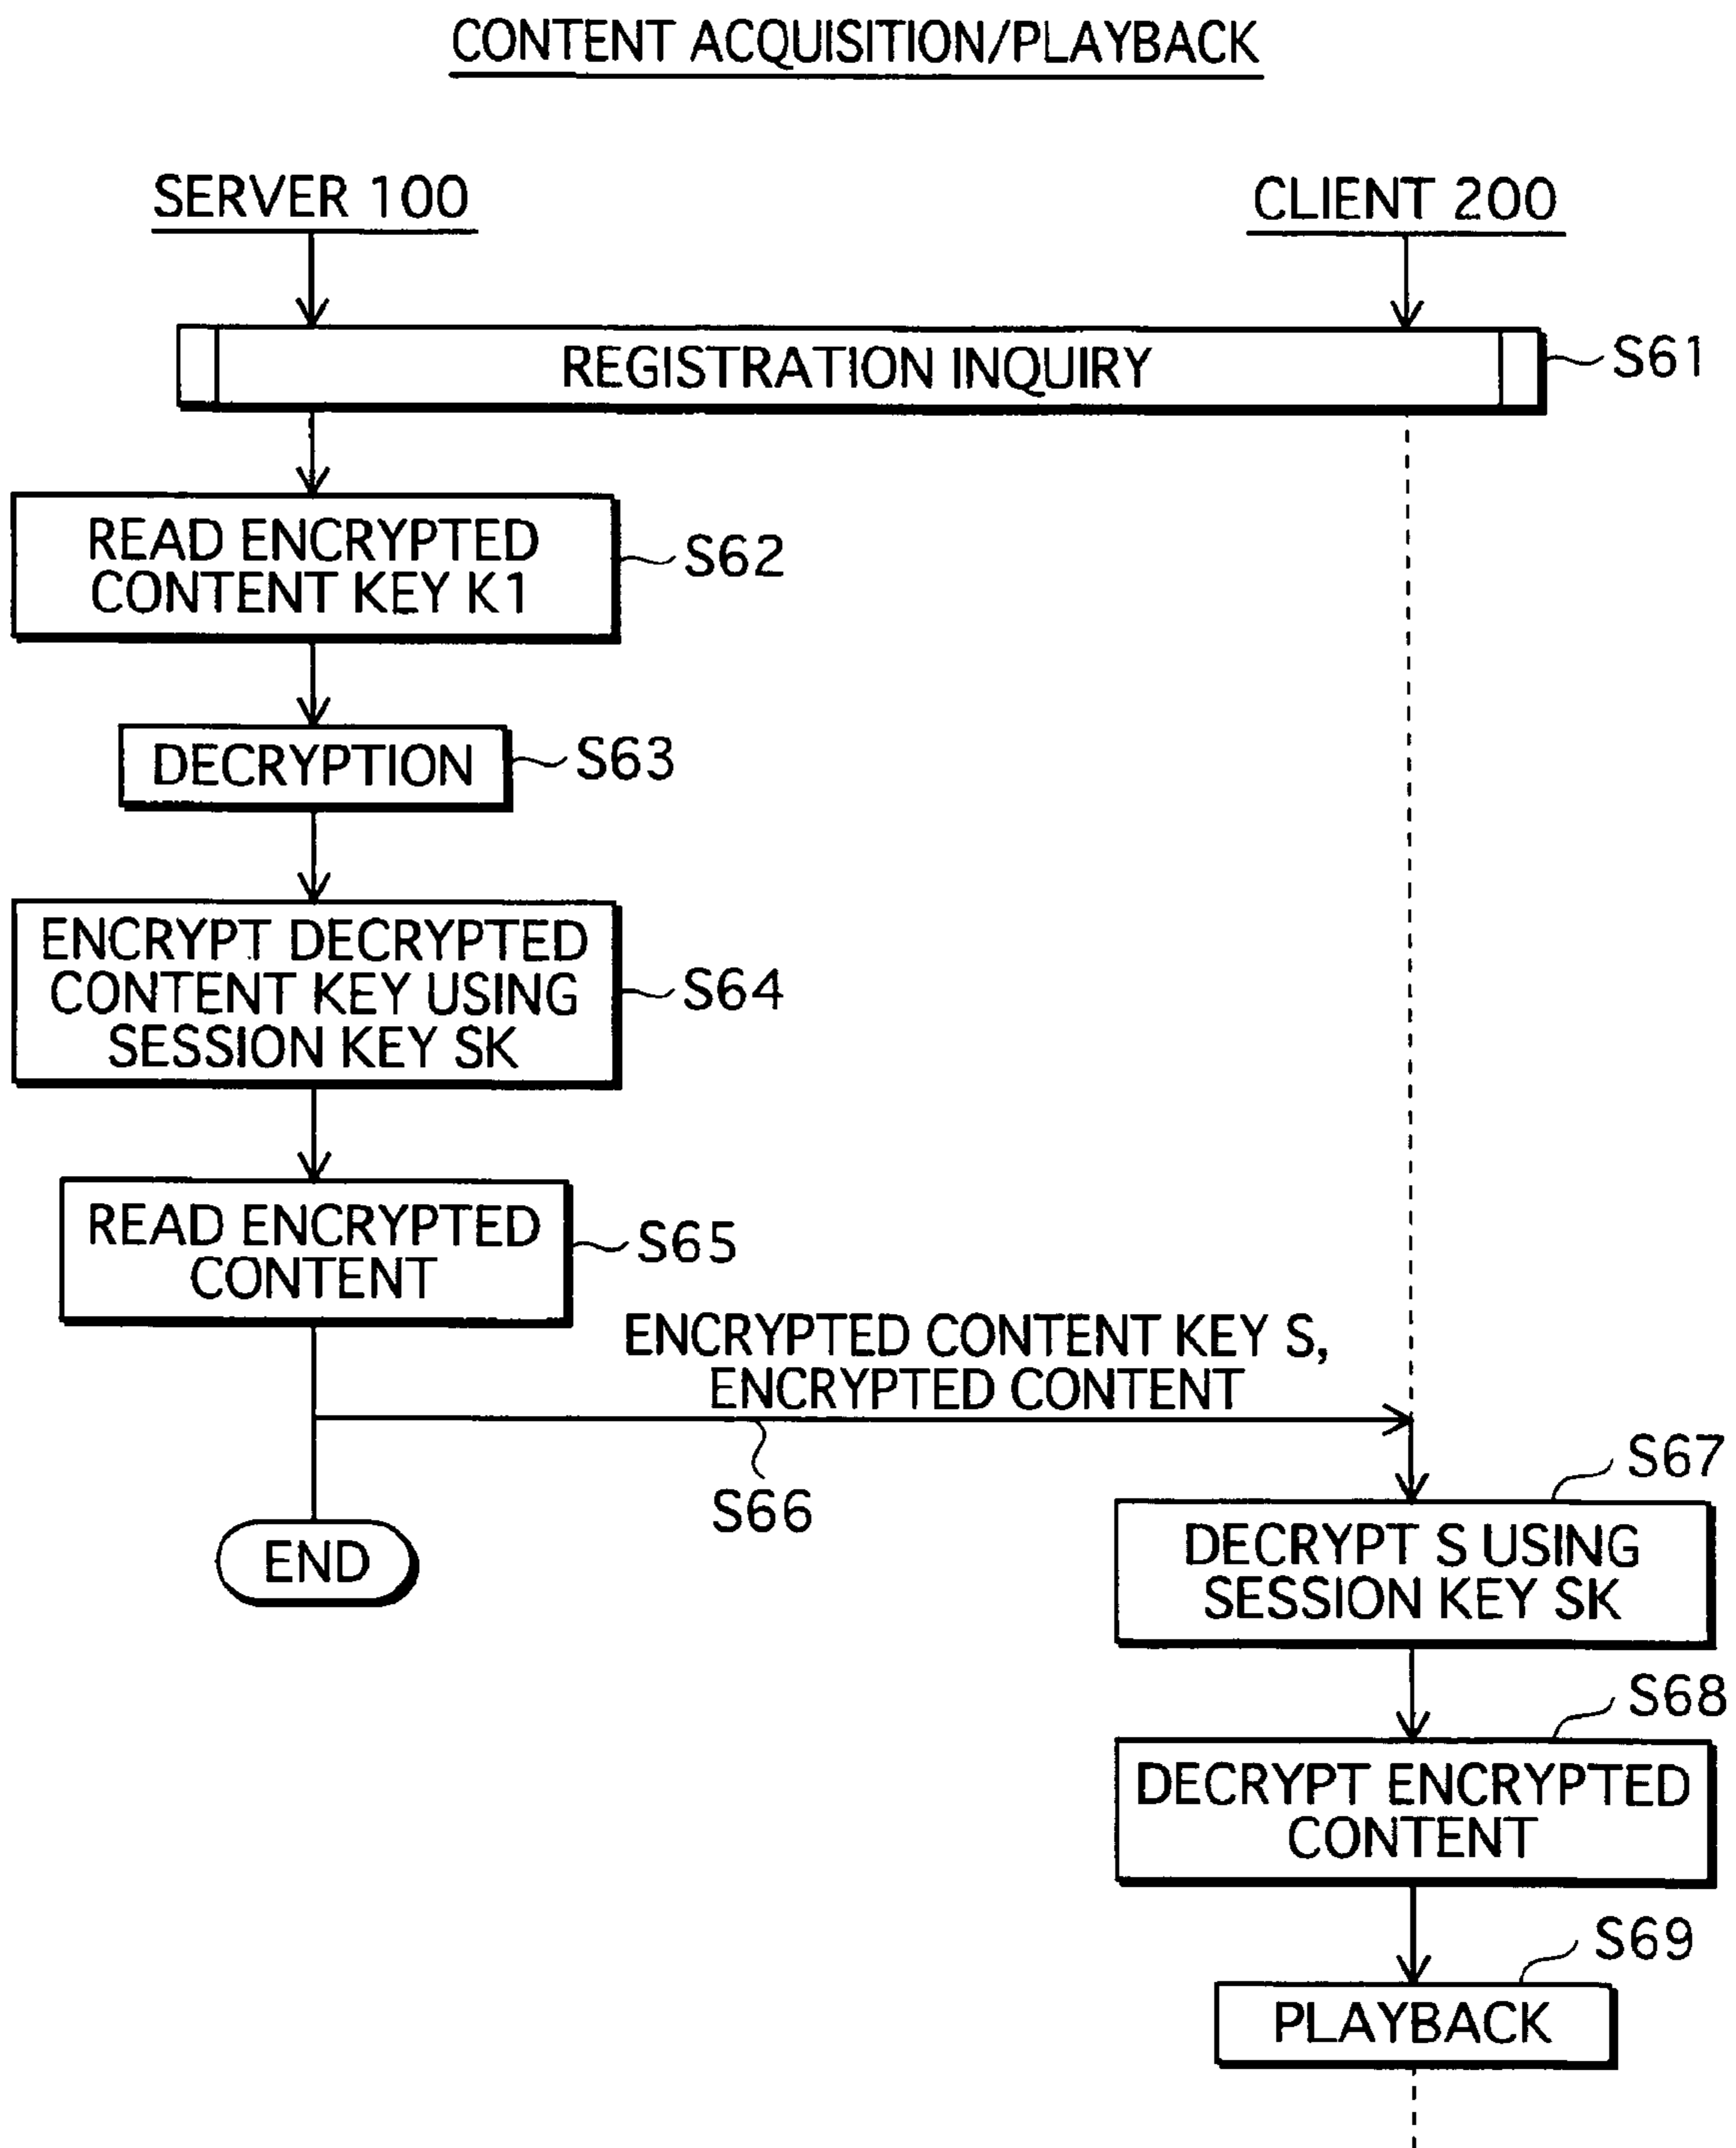 CONTENT ACQUISITION/PLAYBACK
SERVER 100
CLIENT 200
REGISTRATION INQUIRY
S61
READ ENCRYPTED
CONTENT KEY K1
S62
DECRYPTION
S63
ENCRYPT DECRYPTED
CONTENT KEY USING
SESSION KEY SK
S64
READ ENCRYPTED
CONTENT
S65
ENCRYPTED CONTENT KEY S,
ENCRYPTED CONTENT
S66
END
S67
DECRYPT S USING
SESSION KEY SK
S68
DECRYPT ENCRYPTED
CONTENT
S69
PLAYBACK